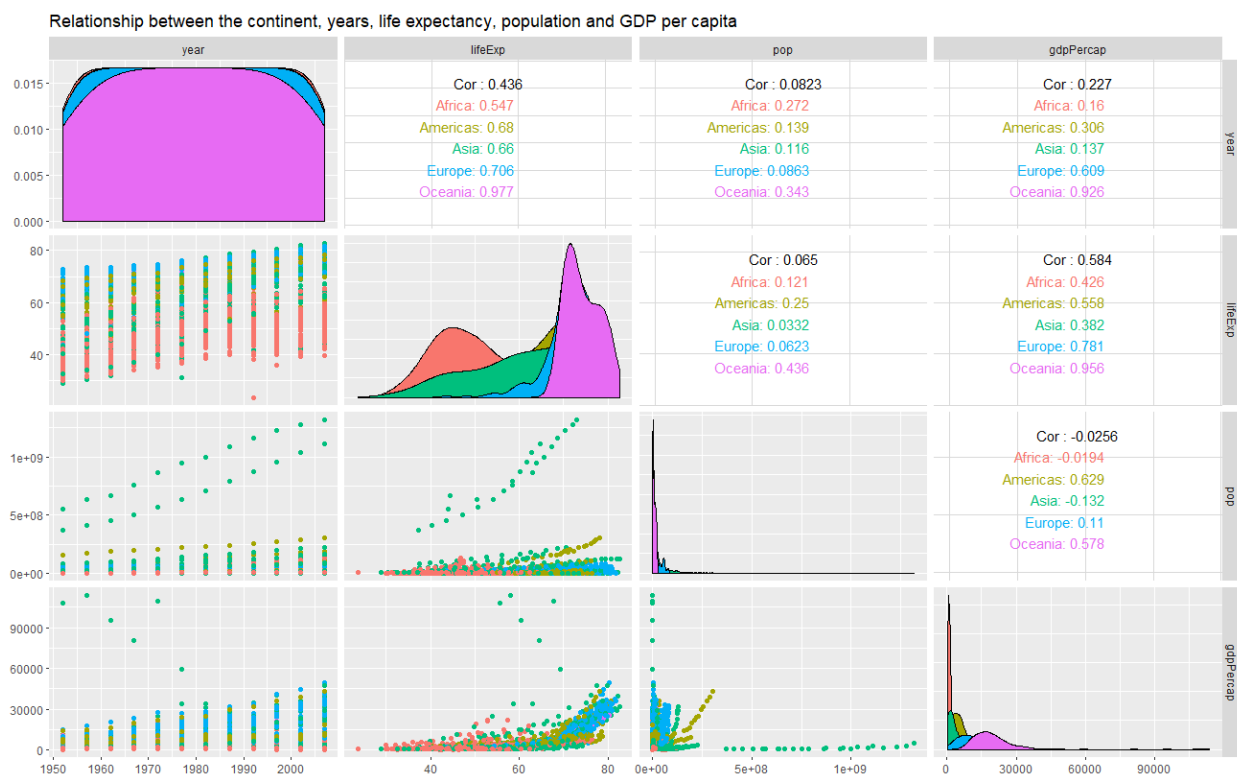 Relationship between the continent, years, life expectancy, population and GDP per capita
year
lifeExp
pop
gdpPercap
0.015
0.010
0.005
0.000
Cor : 0.436
Africa: 0.547
Americas: 0.68
Asia: 0.66
Europe: 0.706
Oceania: 0.977
Cor : 0.0823
Africa: 0.272
Americas: 0.139
Asia: 0.116
Europe: 0.0863
Oceania: 0.343
Cor : 0.227
Africa: 0.16
Americas: 0.306
Asia: 0.137
Europe: 0.609
Oceania: 0.926
year
80
60
40
Cor : 0.065
Africa: 0.121
Americas: 0.25
Asia: 0.0332
Europe: 0.0623
Oceania: 0.436
Cor : 0.584
Africa: 0.426
Americas: 0.558
Asia: 0.382
Europe: 0.781
Oceania: 0.956
lifeExp
1e+09
5e+08
0e+00
Cor : -0.0256
Africa: -0.0194
Americas: 0.629
Asia: -0.132
Europe: 0.11
Oceania: 0.578
pop
90000
60000
30000
0
gdpPercap
1950 1960 1970 1980 1990 2000
40 60 80
0e+00 5e+08 1e+09
0 30000 60000 90000